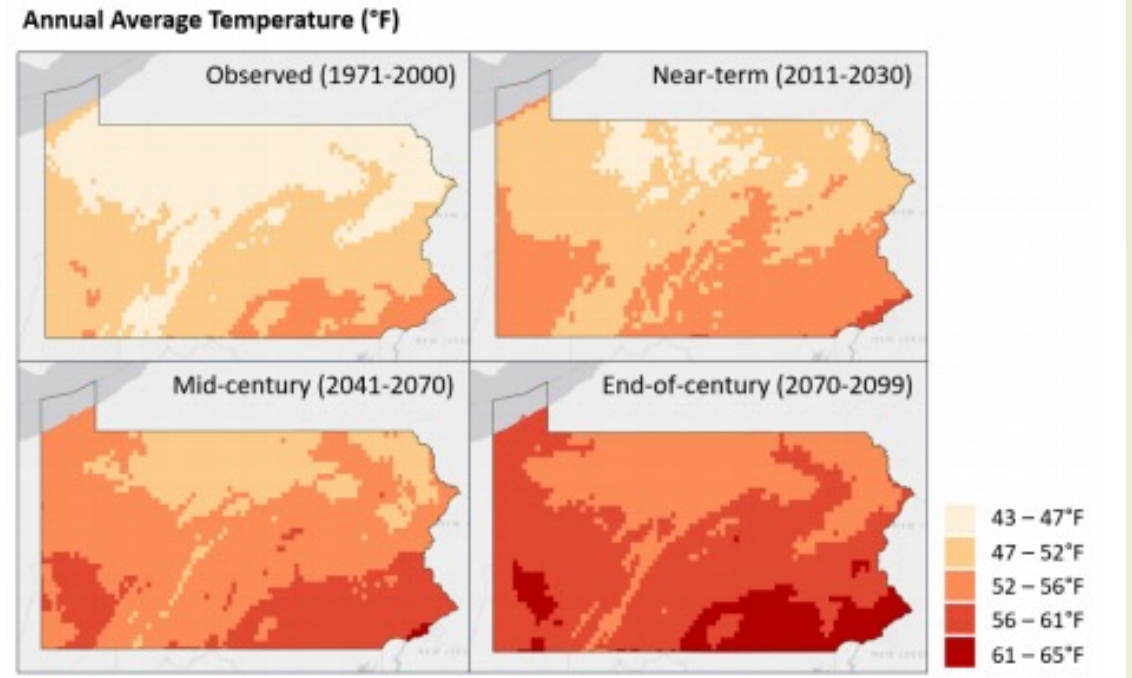 Annual Average Temperature (°F)
Observed (1971-2000)
Near-term (2011-2030)
Mid-century (2041-2070)
End-of-century (2070-2099)
43 – 47°F
47 – 52°F
52 – 56°F
56 – 61°F
61 – 65°F